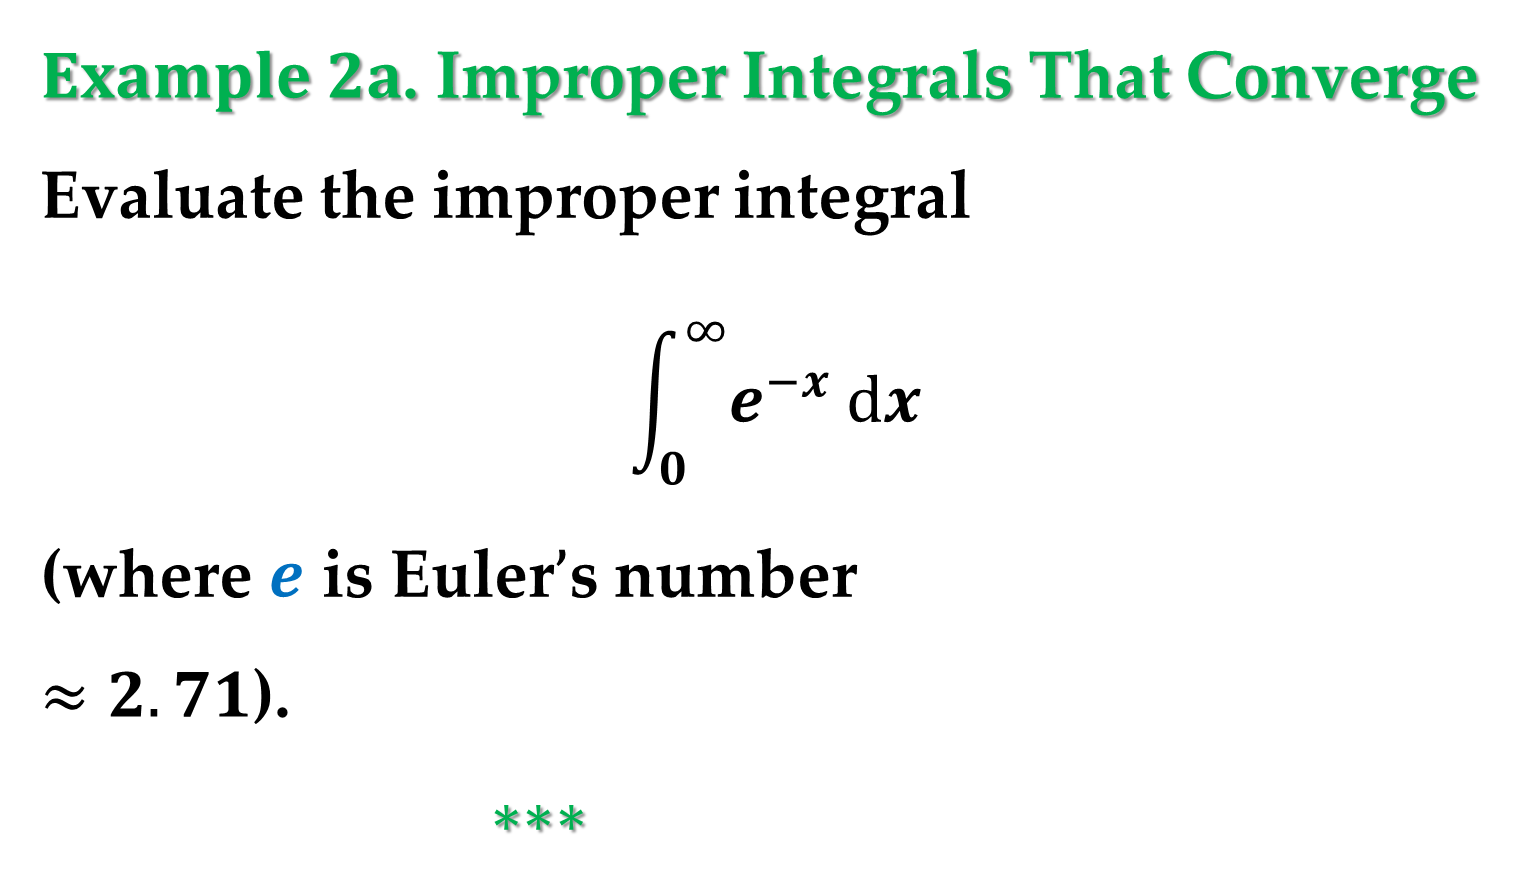 Example 2a. Improper Integrals That Converge
Evaluate the improper integral
∫₀^∞ e^{−x} dx
(where e is Euler’s number
≈ 2.71).
***